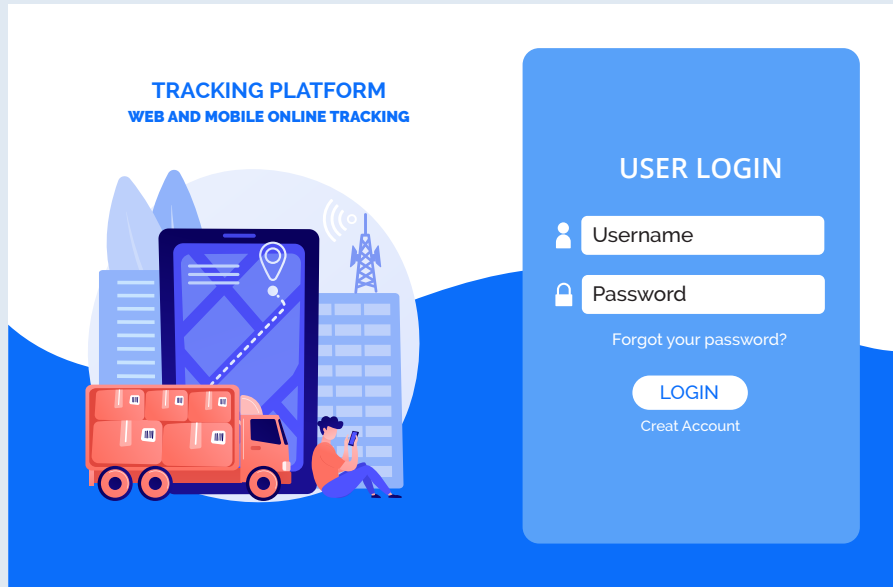 TRACKING PLATFORM
WEB AND MOBILE ONLINE TRACKING
USER LOGIN
Username
Password
Forgot your password?
LOGIN
Creat Account